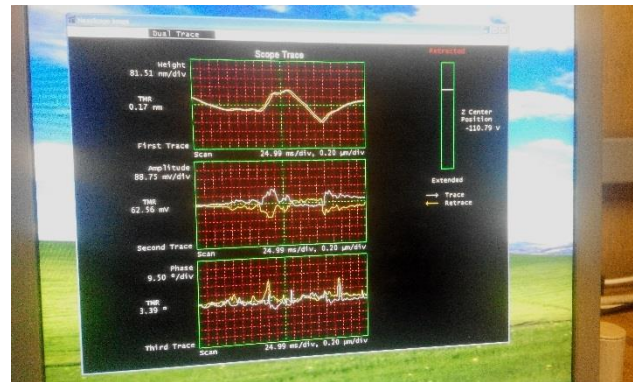 Dual Trace
Scope Trace
Height
81.51 nm/div
TMR
0.17 nm
First Trace
Scan
24.99 ms/div, 0.20 µm/div
Amplitude
88.75 mV/div
TMR
62.56 mV
Second Trace
Scan
24.99 ms/div, 0.20 µm/div
Phase
9.50 °/div
TMR
3.39 °
Third Trace
Scan
24.99 ms/div, 0.20 µm/div
Retracted
Z Center
Position
-110.79 V
Extended
Trace
Retrace